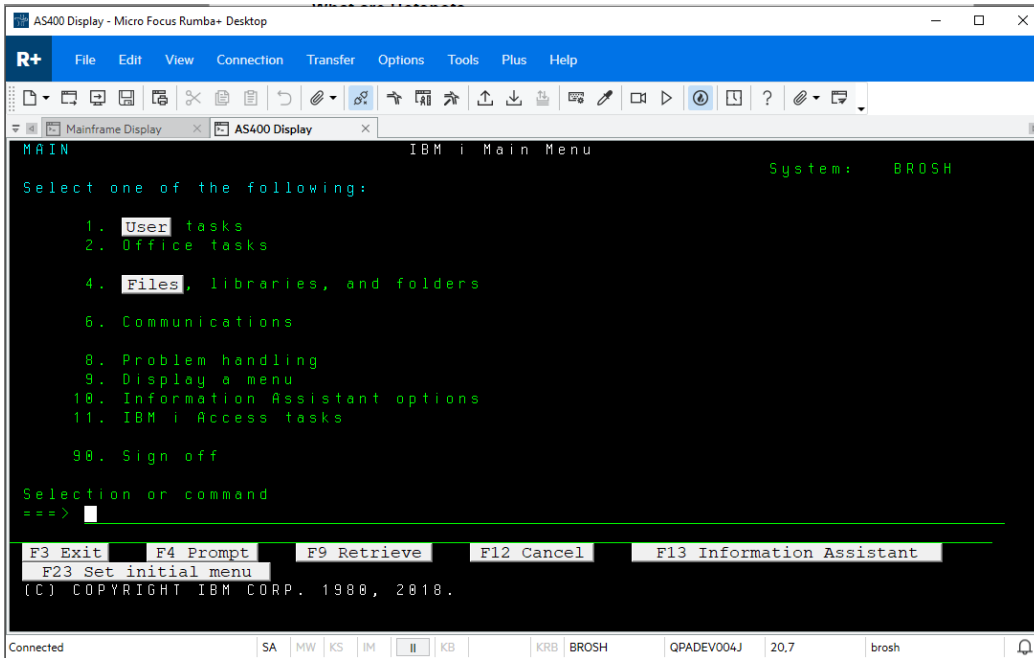 AS400 Display - Micro Focus Rumba+ Desktop
R+ File Edit View Connection Transfer Options Tools Plus Help
Mainframe Display AS400 Display
MAIN IBM i Main Menu
System: BROSH
Select one of the following:
1. User tasks
2. Office tasks
4. Files, libraries, and folders
6. Communications
8. Problem handling
9. Display a menu
10. Information Assistant options
11. IBM i Access tasks
90. Sign off
Selection or command
===>
F3 Exit F4 Prompt F9 Retrieve F12 Cancel F13 Information Assistant
F23 Set initial menu
(C) COPYRIGHT IBM CORP. 1980, 2018.
Connected SA MW KS IM II KB KRB BROSH QPADEV004J 20,7 brosh